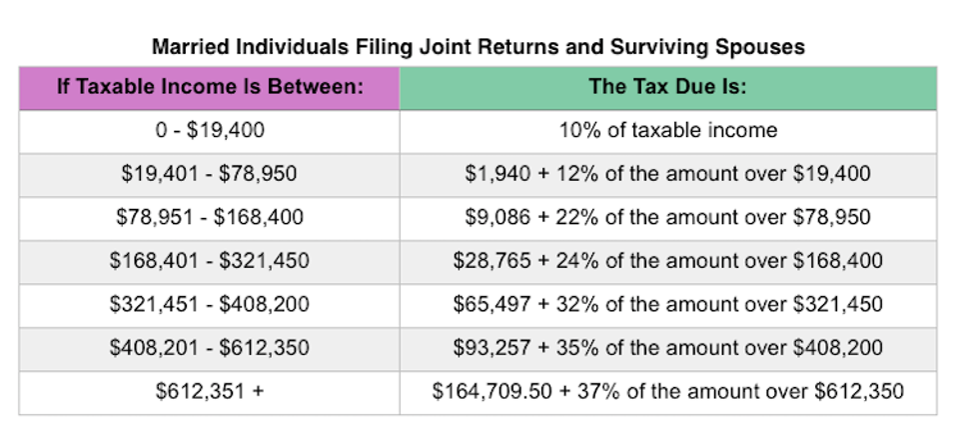 Married Individuals Filing Joint Returns and Surviving Spouses
If Taxable Income Is Between: The Tax Due Is:
0 - $19,400 10% of taxable income
$19,401 - $78,950 $1,940 + 12% of the amount over $19,400
$78,951 - $168,400 $9,086 + 22% of the amount over $78,950
$168,401 - $321,450 $28,765 + 24% of the amount over $168,400
$321,451 - $408,200 $65,497 + 32% of the amount over $321,450
$408,201 - $612,350 $93,257 + 35% of the amount over $408,200
$612,351 + $164,709.50 + 37% of the amount over $612,350